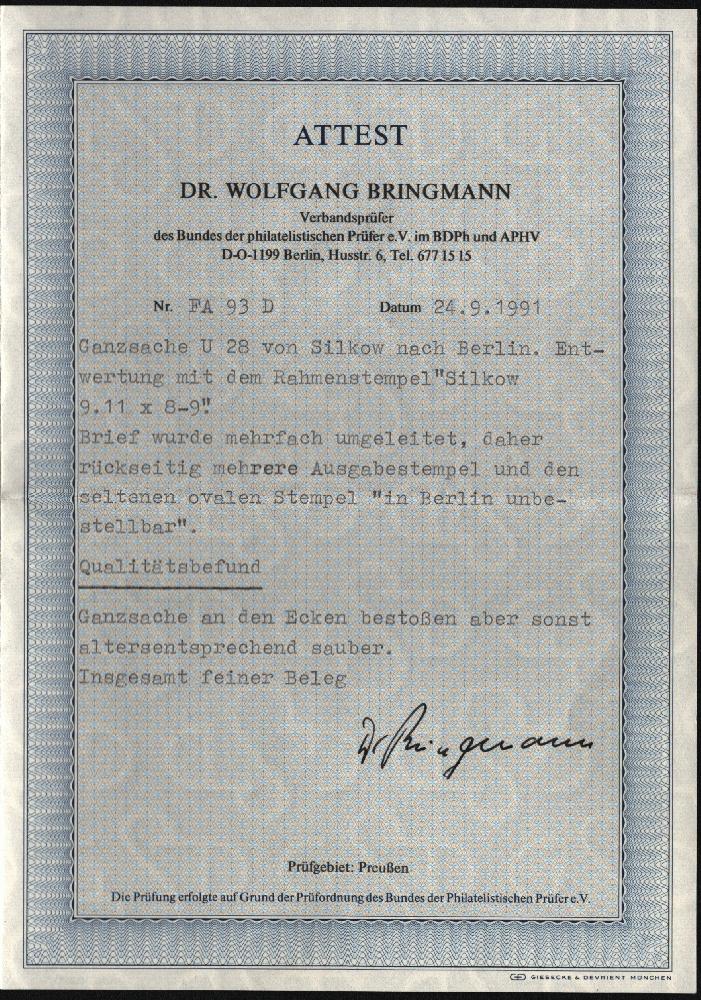 ATTEST
DR. WOLFGANG BRINGMANN
Verbandsprüfer
des Bundes der philatelistischen Prüfer e.V. im BDPh und APHV
D-O-1199 Berlin, Husstr. 6, Tel. 677 15 15
Nr. FA 93 D Datum 24.9.1991
Ganzsache U 28 von Silkow nach Berlin. Ent-
wertung mit dem Rahmenstempel"Silkow
9.11 x 8-9".
Brief wurde mehrfach umgeleitet, daher
rückseitig mehrere Ausgabestempel und den
seltenen ovalen Stempel "in Berlin unbe-
stellbar".
Qualitätsbefund
Ganzsache an den Ecken bestoßen aber sonst
altersentsprechend sauber.
Insgesamt feiner Beleg
Dr Bringmann
Prüfgebiet: Preußen
Die Prüfung erfolgte auf Grund der Prüfordnung des Bundes der Philatelistischen Prüfer e.V.
GIESECKE & DEVRIENT MÜNCHEN